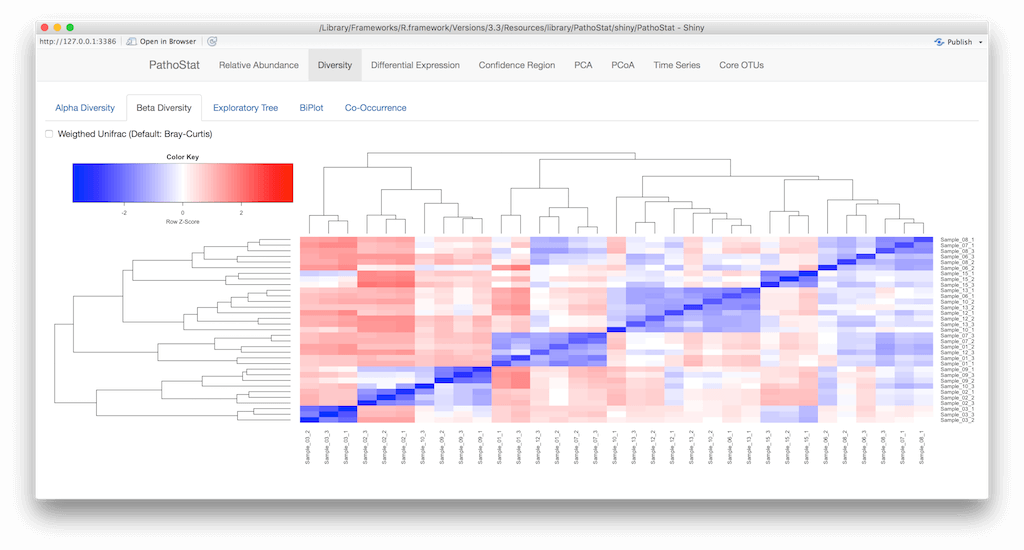 /Library/Frameworks/R.framework/Versions/3.3/Resources/library/PathoStat/shiny/PathoStat - Shiny
http://127.0.0.1:3386 Open in Browser Publish
PathoStat Relative Abundance Diversity Differential Expression Confidence Region PCA PCoA Time Series Core OTUs
Alpha Diversity Beta Diversity Exploratory Tree BiPlot Co-Occurrence
Weigthed Unifrac (Default: Bray-Curtis)
Color Key
-2 0 2
Row Z-Score
Sample_08_1
Sample_07_1
Sample_08_3
Sample_06_3
Sample_08_2
Sample_06_2
Sample_15_1
Sample_15_2
Sample_15_3
Sample_13_1
Sample_06_1
Sample_10_2
Sample_13_2
Sample_12_1
Sample_12_2
Sample_13_3
Sample_10_1
Sample_07_3
Sample_07_2
Sample_01_2
Sample_12_3
Sample_01_3
Sample_01_1
Sample_09_1
Sample_09_3
Sample_09_2
Sample_10_3
Sample_02_1
Sample_02_2
Sample_02_3
Sample_03_1
Sample_03_3
Sample_03_2
Sample_03_2
Sample_03_3
Sample_03_1
Sample_02_3
Sample_02_2
Sample_02_1
Sample_10_3
Sample_09_2
Sample_09_3
Sample_09_1
Sample_01_1
Sample_01_3
Sample_12_3
Sample_01_2
Sample_07_2
Sample_07_3
Sample_10_1
Sample_13_3
Sample_12_2
Sample_12_1
Sample_13_2
Sample_10_2
Sample_06_1
Sample_13_1
Sample_15_3
Sample_15_2
Sample_15_1
Sample_06_2
Sample_08_2
Sample_06_3
Sample_08_3
Sample_07_1
Sample_08_1